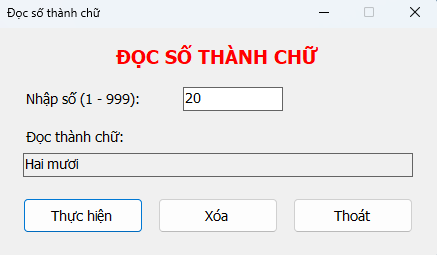 Đọc số thành chữ
ĐỌC SỐ THÀNH CHỮ
Nhập số (1 - 999): 20
Đọc thành chữ:
Hai mươi
Thực hiện Xóa Thoát